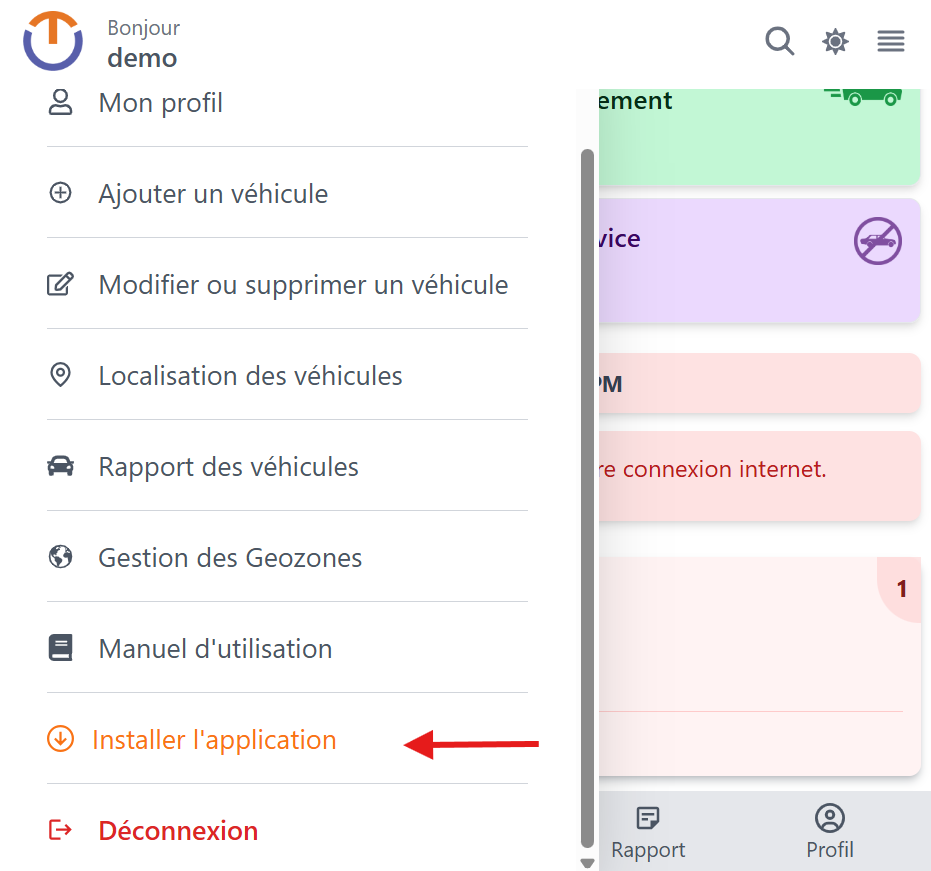 Bonjour
demo
Mon profil
Ajouter un véhicule
Modifier ou supprimer un véhicule
Localisation des véhicules
Rapport des véhicules
Gestion des Geozones
Manuel d'utilisation
Installer l'application
Déconnexion
ement
vice
PM
re connexion internet.
1
Rapport
Profil